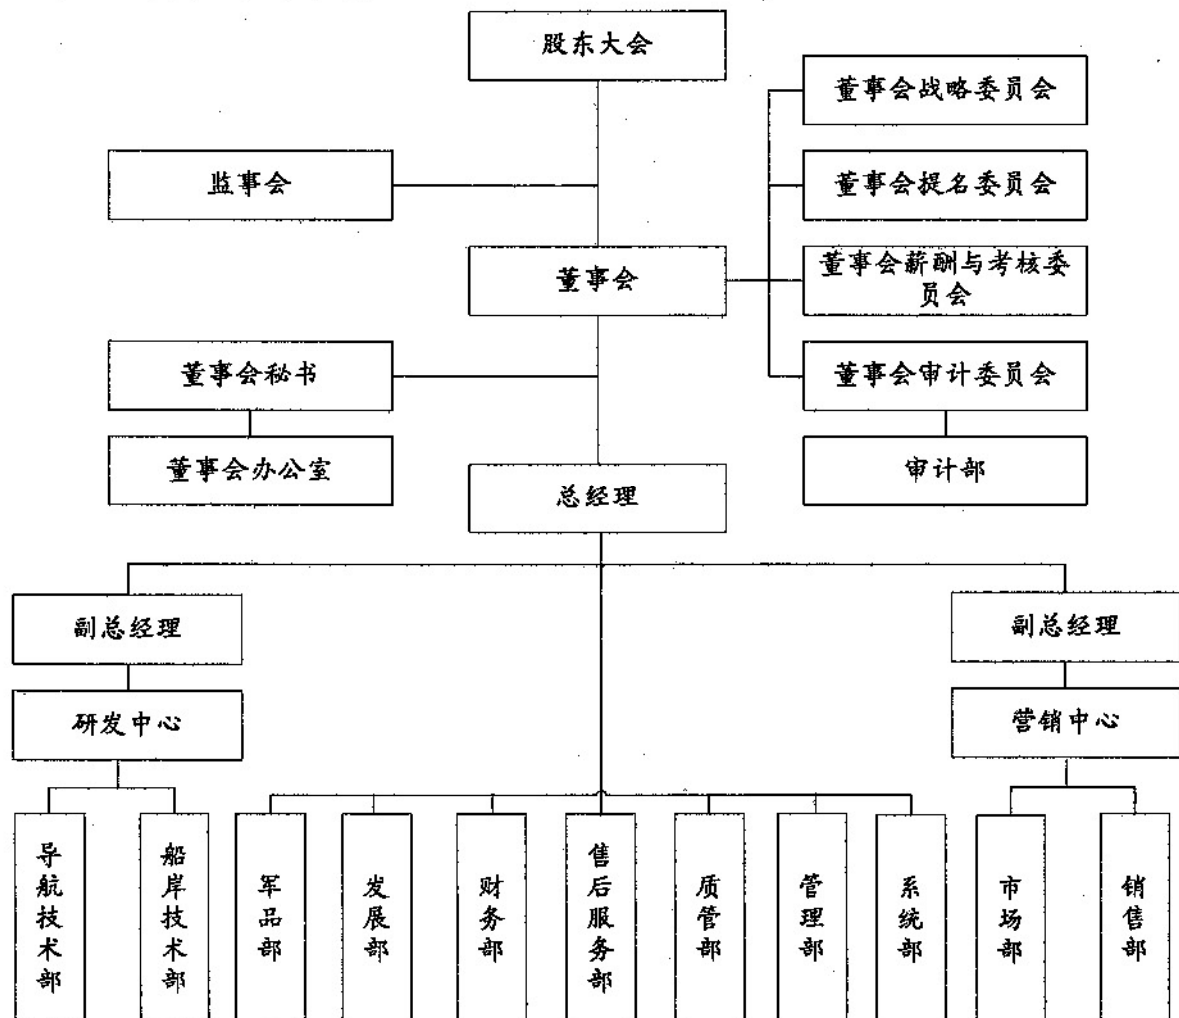 股东大会
董事会战略委员会
监事会
董事会提名委员会
董事会
董事会薪酬与考核委
员会
董事会秘书
董事会审计委员会
董事会办公室
审计部
总经理
副总经理
副总经理
研发中心
营销中心
导航技术部
船岸技术部
军品部
发展部
财务部
售后服务部
质管部
管理部
系统部
市场部
销售部